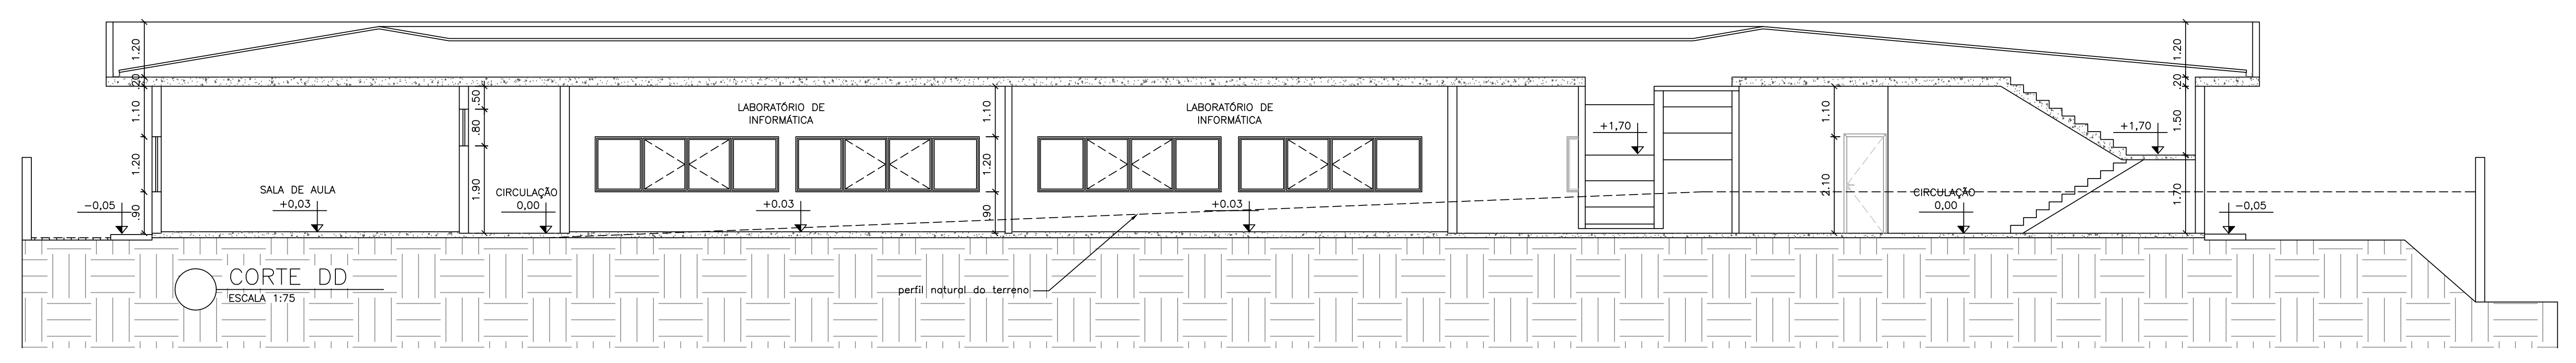 1.20
.20
1.10
1.20
.90
-0,05
SALA DE AULA
+0,03
.50
.80
1.90
CIRCULAÇÃO
0,00
LABORATÓRIO DE
INFORMÁTICA
+0.03
1.10
1.20
.90
LABORATÓRIO DE
INFORMÁTICA
+0.03
+1,70
1.10
2.10
CIRCULAÇÃO
0,00
+1,70
1.20
.20
1.50
1.70
-0,05
perfil natural do terreno
CORTE DD
ESCALA 1:75